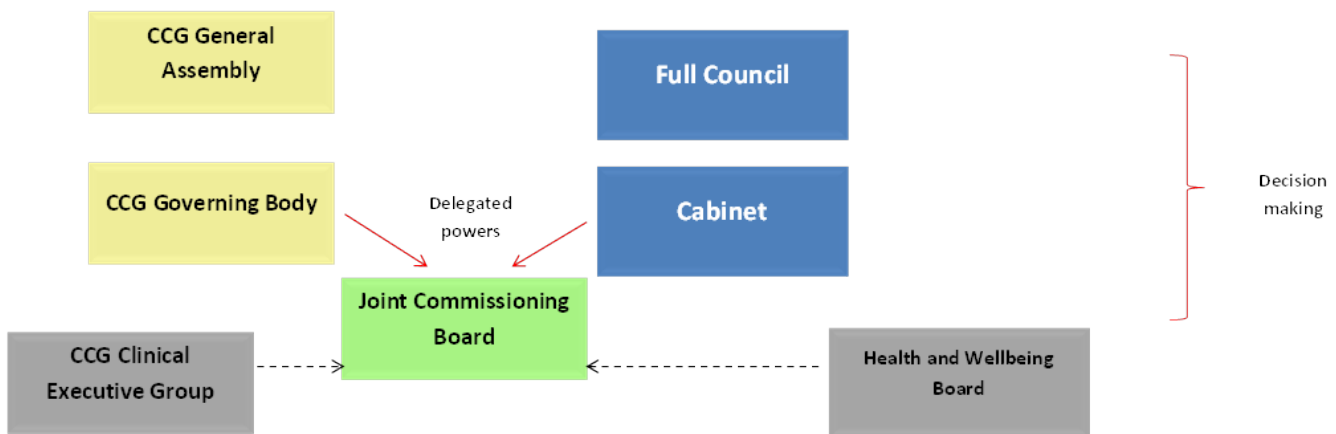 CCG General
Assembly
Full Council
CCG Governing Body
Delegated
powers
Cabinet
Decision
making
Joint Commissioning
Board
CCG Clinical
Executive Group
Health and Wellbeing
Board